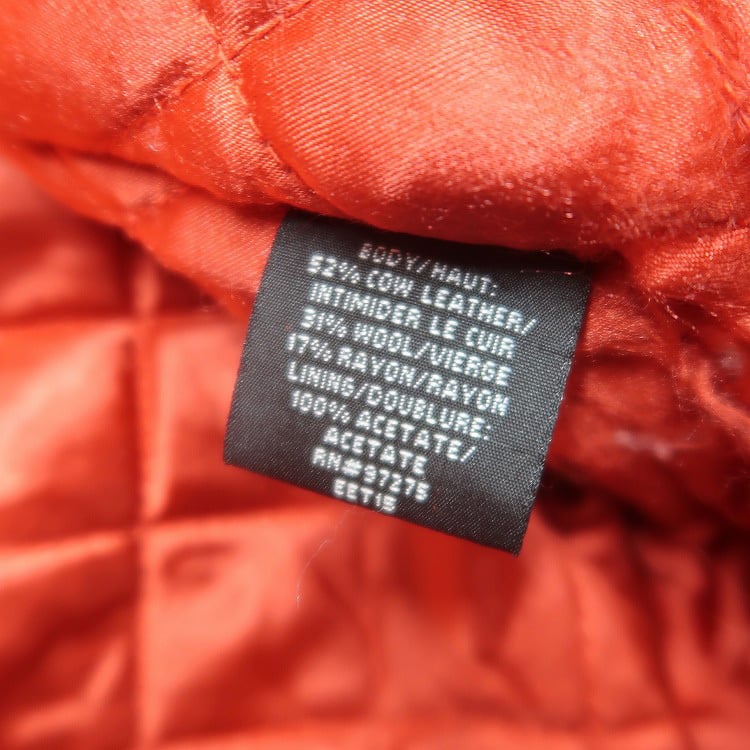 BODY/HAUT:
52% COW LEATHER/
INTIMIDER LE CUIR
31% WOOL/VIERGE
17% RAYON/RAYON
LINING/DOUBLURE:
100% ACETATE/
ACETATE
RN#97275
EET15